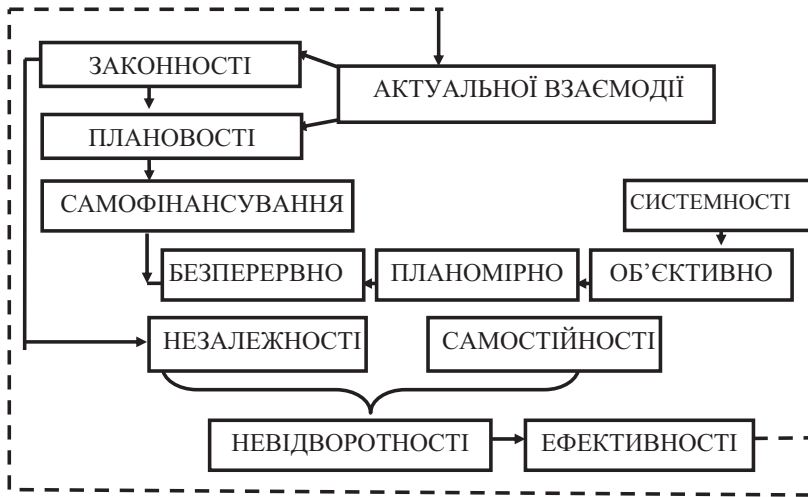 ЗАКОННОСТІ
АКТУАЛЬНОЇ ВЗАЄМОДІЇ
ПЛАНОВОСТІ
САМОФІНАНСУВАННЯ
СИСТЕМНОСТІ
БЕЗПЕРЕРВНО
ПЛАНОМІРНО
ОБ’ЄКТИВНО
НЕЗАЛЕЖНОСТІ
САМОСТІЙНОСТІ
НЕВІДВОРОТНОСТІ
ЕФЕКТИВНОСТІ